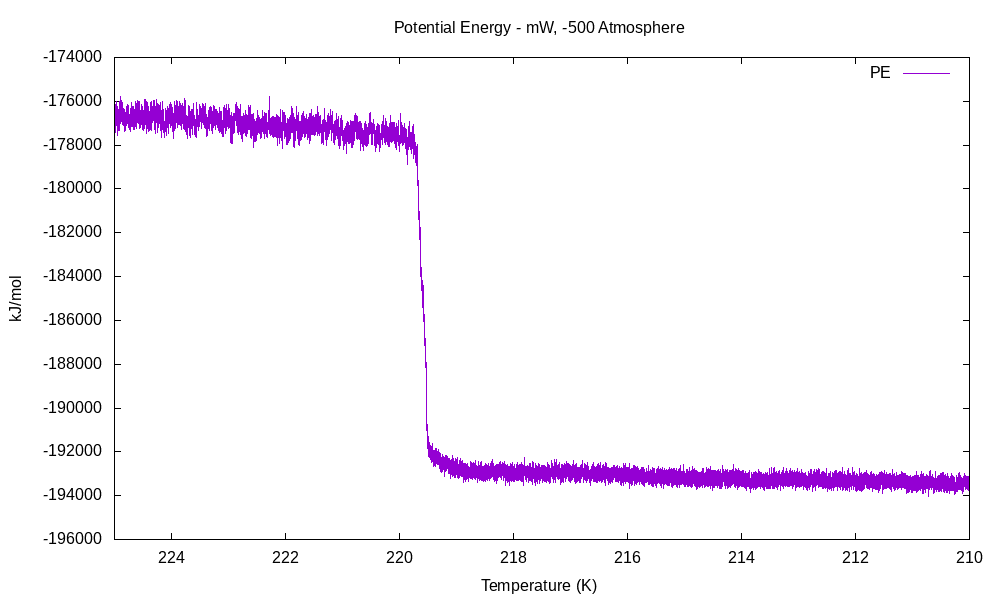 Potential Energy - mW, -500 Atmosphere
PE
-174000
-176000
-178000
-180000
-182000
-184000
-186000
-188000
-190000
-192000
-194000
-196000
kJ/mol
224 222 220 218 216 214 212 210
Temperature (K)